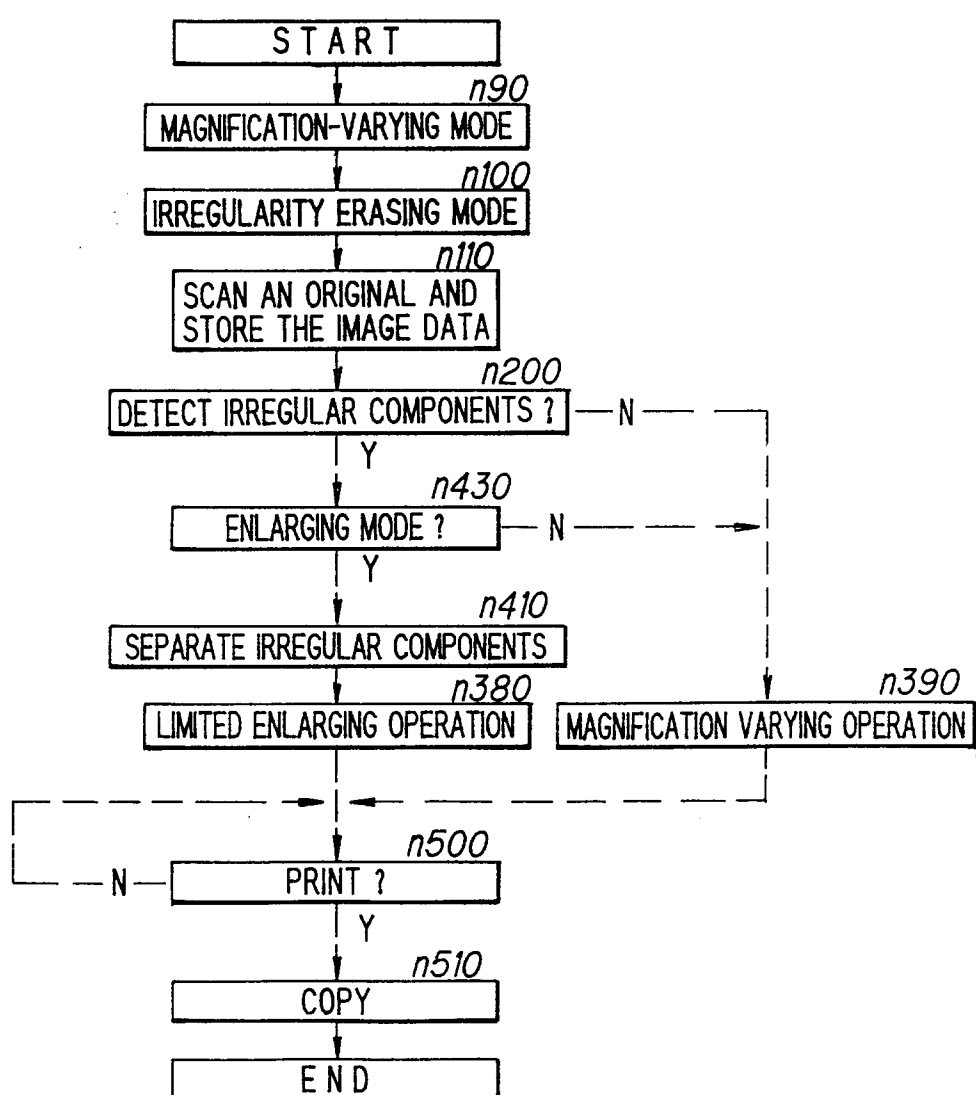 START
n90
MAGNIFICATION-VARYING MODE
n100
IRREGULARITY ERASING MODE
n110
SCAN AN ORIGINAL AND
STORE THE IMAGE DATA
n200
DETECT IRREGULAR COMPONENTS ?
N
Y
n430
ENLARGING MODE ?
N
Y
n410
SEPARATE IRREGULAR COMPONENTS
n380
LIMITED ENLARGING OPERATION
n390
MAGNIFICATION VARYING OPERATION
n500
PRINT ?
N
Y
n510
COPY
END